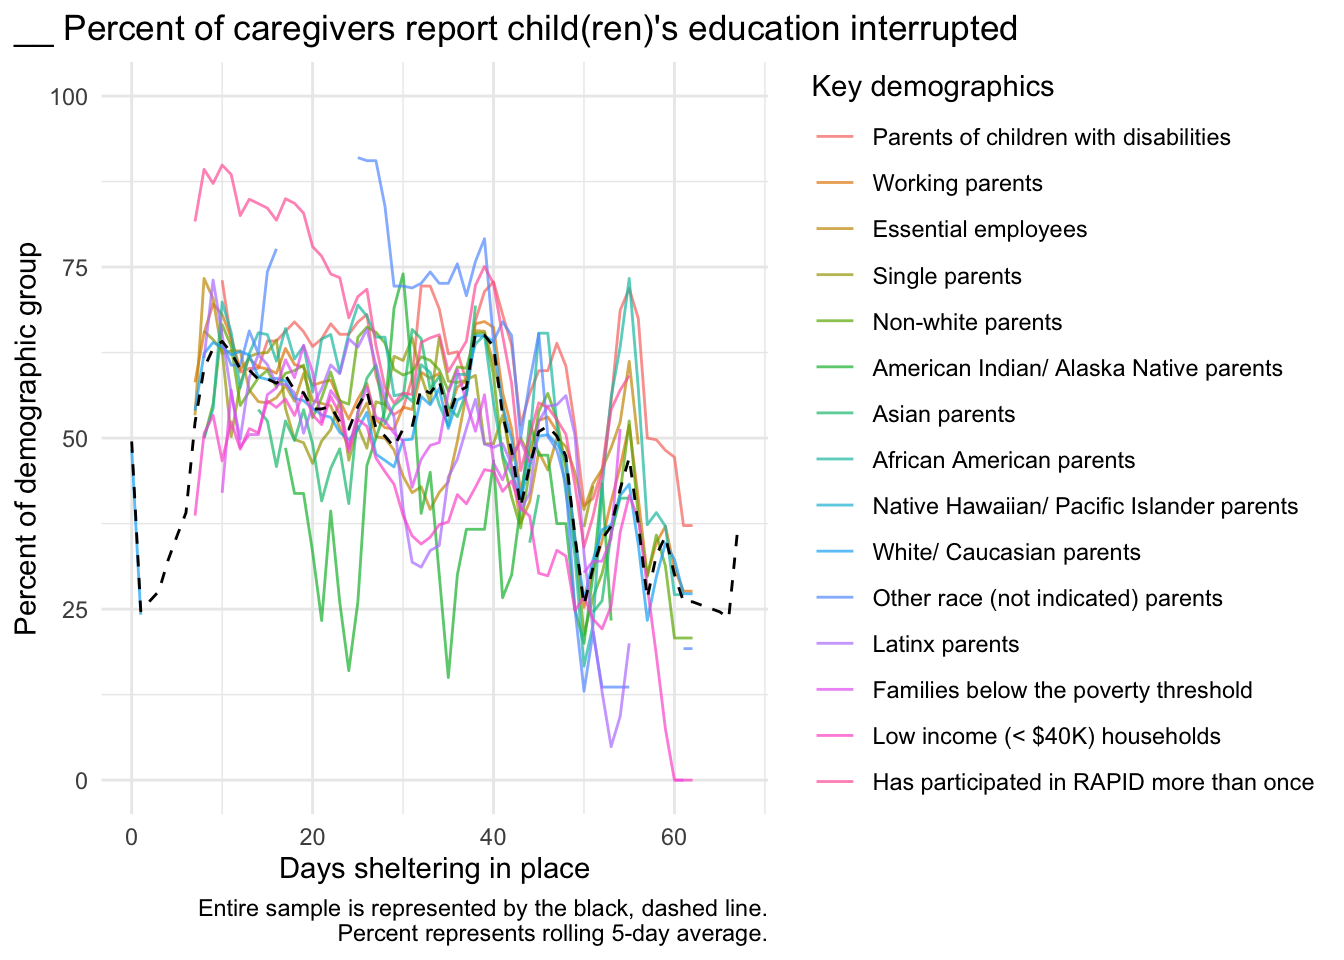 __ Percent of caregivers report child(ren)'s education interrupted
Key demographics
Parents of children with disabilities
Working parents
Essential employees
Single parents
Non-white parents
American Indian/ Alaska Native parents
Asian parents
African American parents
Native Hawaiian/ Pacific Islander parents
White/ Caucasian parents
Other race (not indicated) parents
Latinx parents
Families below the poverty threshold
Low income (< $40K) households
Has participated in RAPID more than once
Percent of demographic group
100
75
50
25
0
0 20 40 60
Days sheltering in place
Entire sample is represented by the black, dashed line.
Percent represents rolling 5-day average.